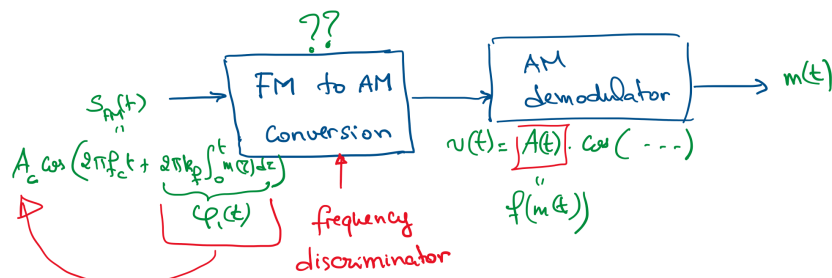 ??
FM to AM
conversion
AM
demodulator
m(t)
S_FM(t)
"
A_c cos(2πf_c t + 2πk_f ∫_0^t m(τ)dτ)
φ_i(t)
v(t) = A(t) · cos( - - - - )
"
f(m(t))
frequency
discriminator